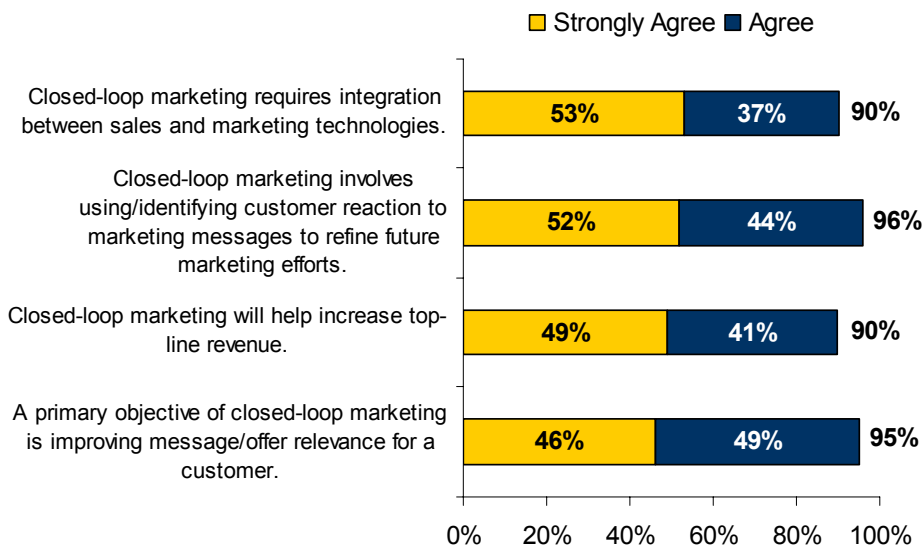 Strongly Agree Agree
Closed-loop marketing requires integration
between sales and marketing technologies.
53% 37% 90%
Closed-loop marketing involves
using/identifying customer reaction to
marketing messages to refine future
marketing efforts.
52% 44% 96%
Closed-loop marketing will help increase top-
line revenue.
49% 41% 90%
A primary objective of closed-loop marketing
is improving message/offer relevance for a
customer.
46% 49% 95%
0% 20% 40% 60% 80% 100%